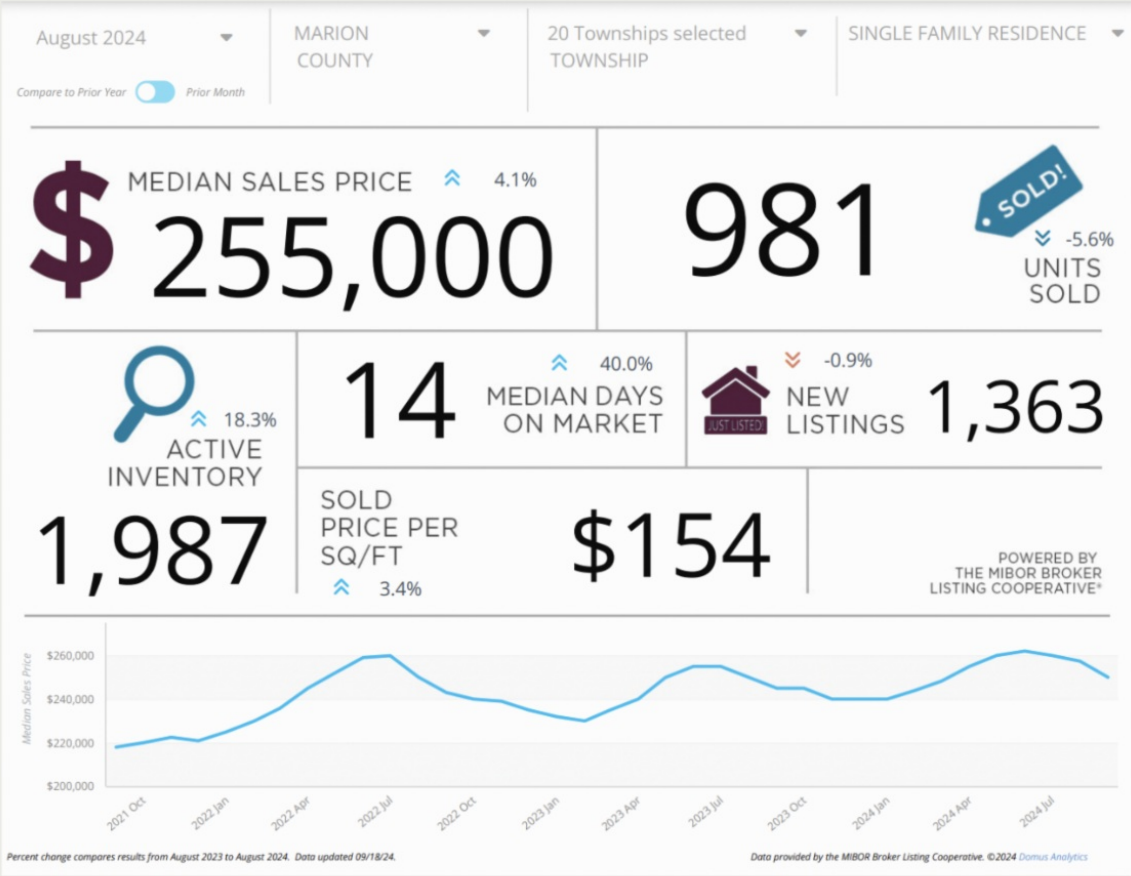 August 2024
MARION
COUNTY
20 Townships selected
TOWNSHIP
SINGLE FAMILY RESIDENCE
Compare to Prior Year
Prior Month
$
MEDIAN SALES PRICE
4.1%
255,000
981
SOLD!
-5.6%
UNITS
SOLD
18.3%
ACTIVE
INVENTORY
1,987
14
40.0%
MEDIAN DAYS
ON MARKET
JUST LISTED!
-0.9%
NEW
LISTINGS
1,363
SOLD
PRICE PER
SQ/FT
3.4%
$154
POWERED BY
THE MIBOR BROKER
LISTING COOPERATIVE®
Median Sales Price
$260,000
$240,000
$220,000
$200,000
2021 Oct
2022 Jan
2022 Apr
2022 Jul
2022 Oct
2023 Jan
2023 Apr
2023 Jul
2023 Oct
2024 Jan
2024 Apr
2024 Jul
Percent change compares results from August 2023 to August 2024. Data updated 09/18/24.
Data provided by the MIBOR Broker Listing Cooperative. ©2024 Domus Analytics